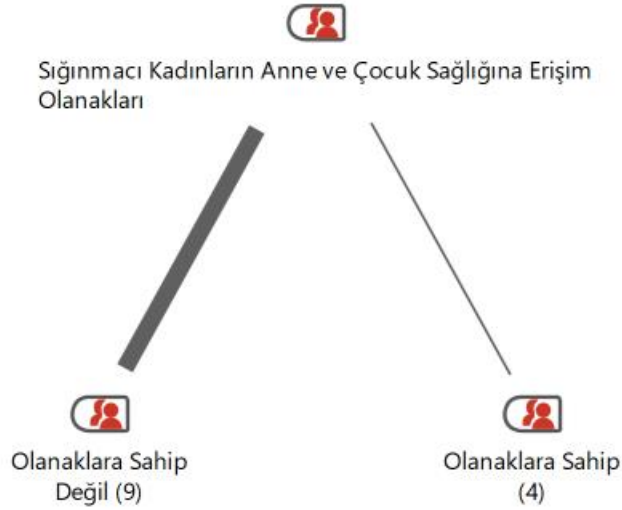 Sığınmacı Kadınların Anne ve Çocuk Sağlığına Erişim
Olanakları
Olanaklara Sahip
Değil (9)
Olanaklara Sahip
(4)